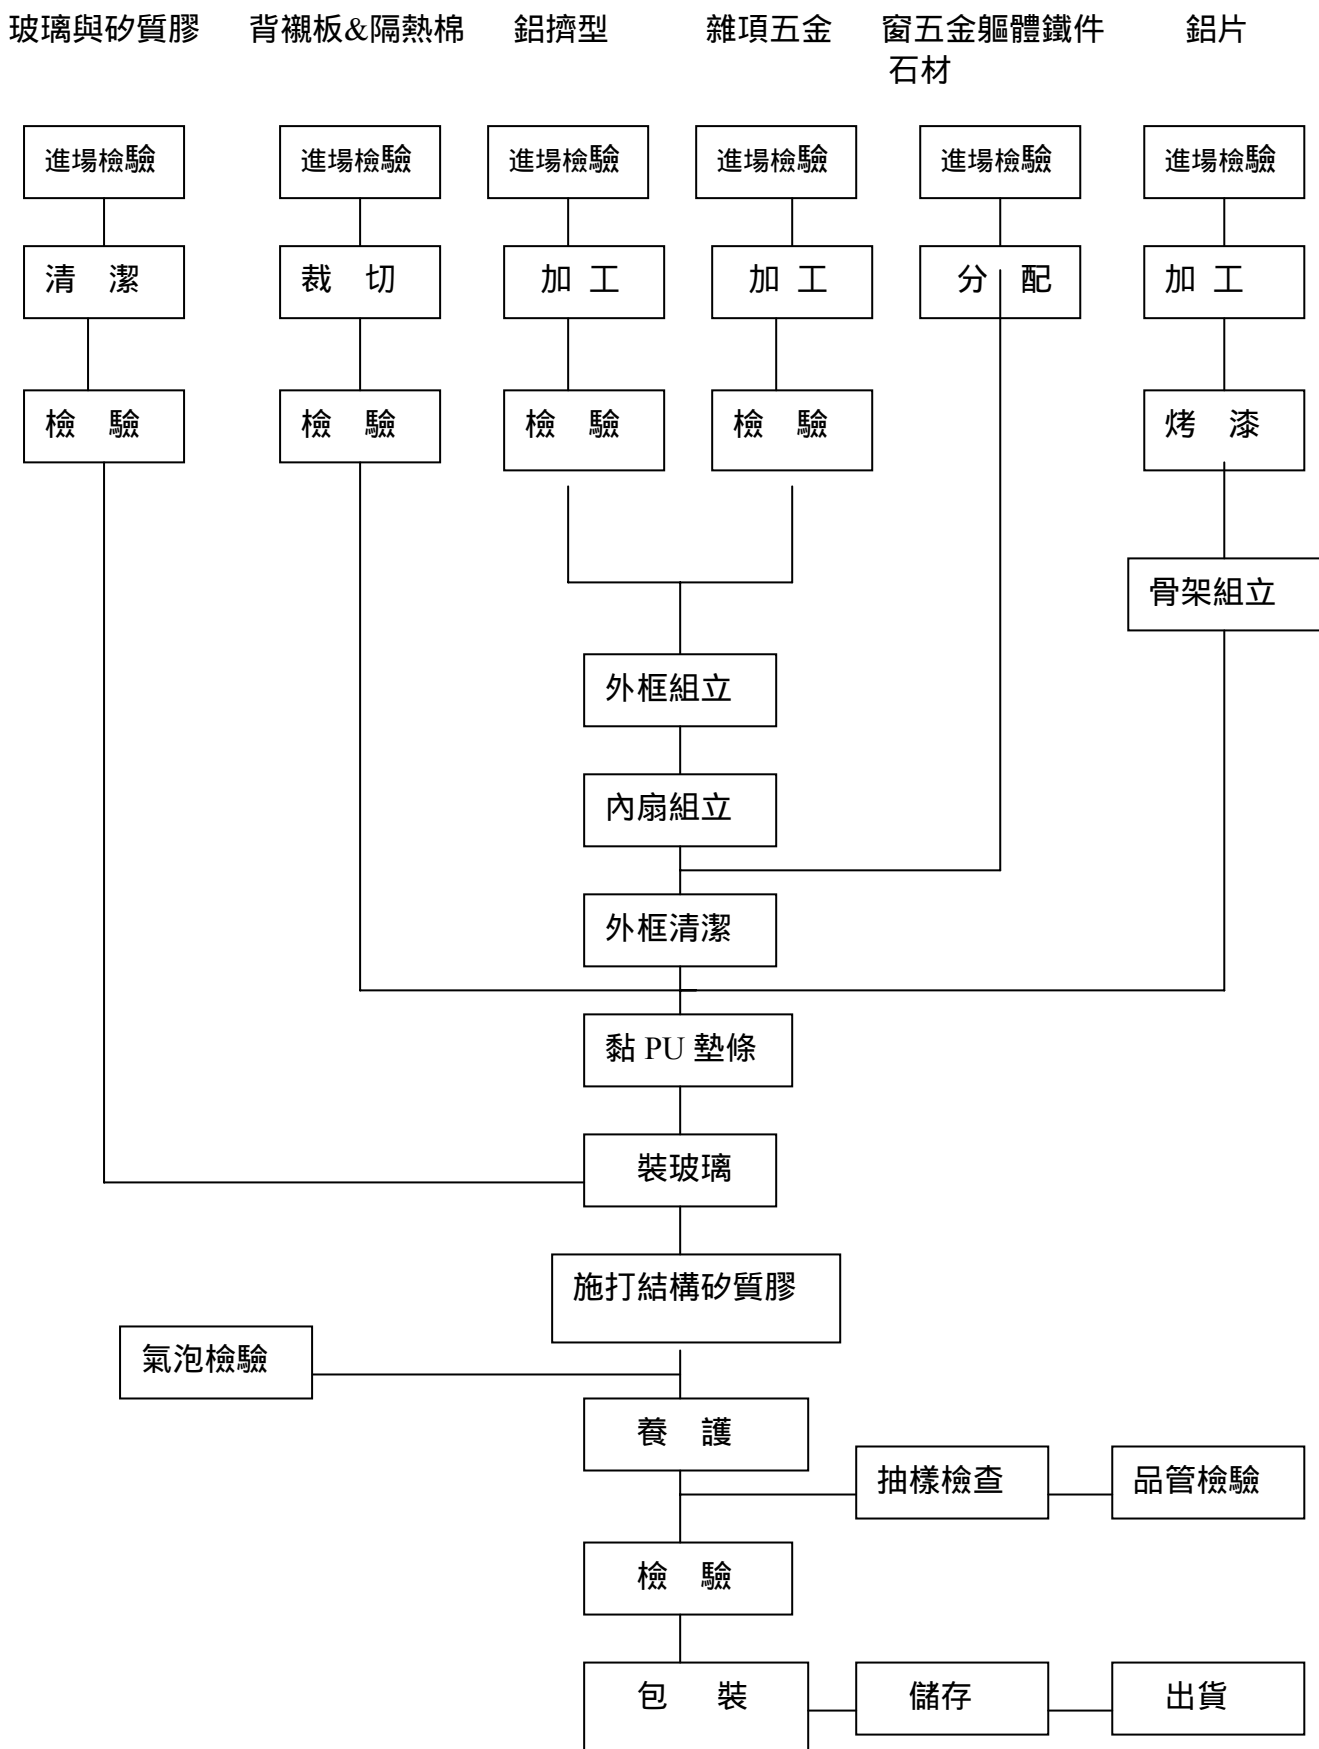 玻璃與矽質膠 背襯板&隔熱棉 鋁擠型 雜項五金 窗五金軀體鐵件 鋁片
石材
進場檢驗 進場檢驗 進場檢驗 進場檢驗 進場檢驗 進場檢驗
清 潔 裁 切 加 工 加 工 分 配 加 工
檢 驗 檢 驗 檢 驗 檢 驗 烤 漆
骨架組立
外框組立
內扇組立
外框清潔
黏 PU 墊條
裝玻璃
施打結構矽質膠
氣泡檢驗
養 護
抽樣檢查 品管檢驗
檢 驗
包 裝 儲存 出貨